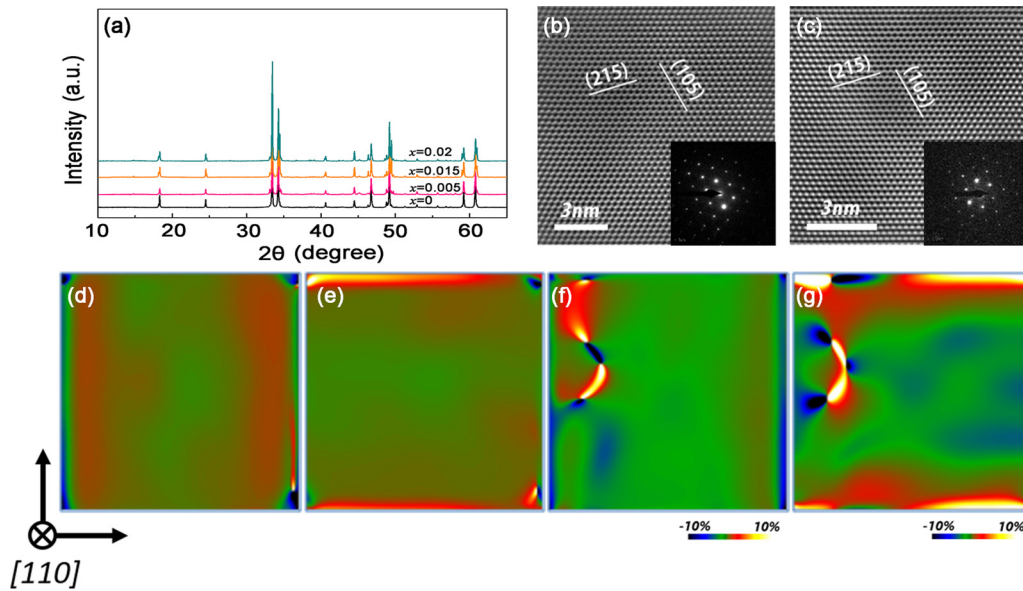 (a)
Intensity (a.u.)
x=0.02
x=0.015
x=0.005
x=0
10 20 30 40 50 60
2θ (degree)
(b)
(215)
(105)
3nm
(c)
(215)
(105)
3nm
(d)
(e)
(f)
(g)
-10% 10%
-10% 10%
[110]